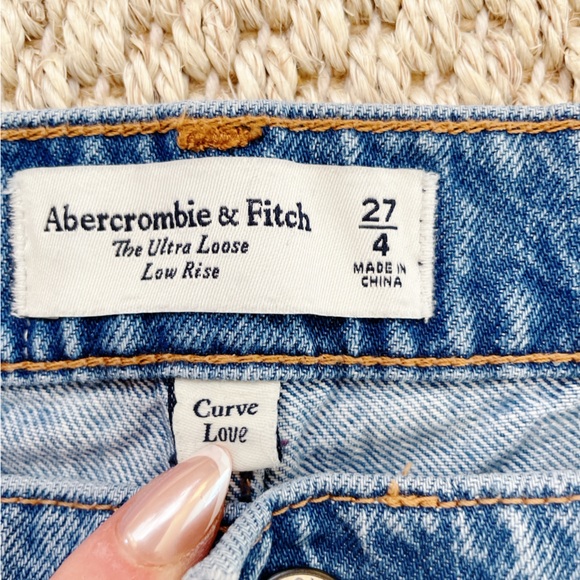 Abercrombie & Fitch
The Ultra Loose
Low Rise
27
4
MADE IN
CHINA
Curve
Love